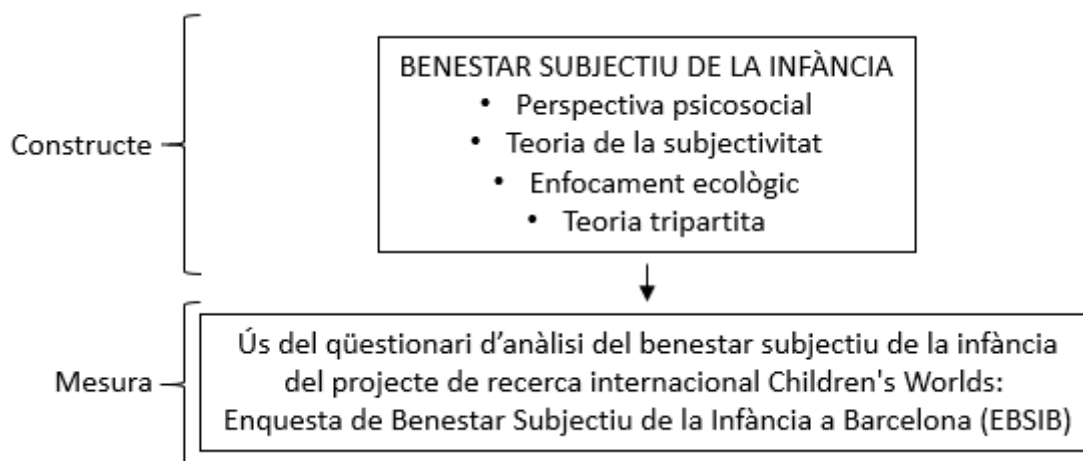 Constructe
BENESTAR SUBJECTIU DE LA INFÀNCIA
• Perspectiva psicosocial
• Teoria de la subjectivitat
• Enfocament ecològic
• Teoria tripartita
Mesura
Ús del qüestionari d’anàlisi del benestar subjectiu de la infància
del projecte de recerca internacional Children's Worlds:
Enquesta de Benestar Subjectiu de la Infància a Barcelona (EBSIB)